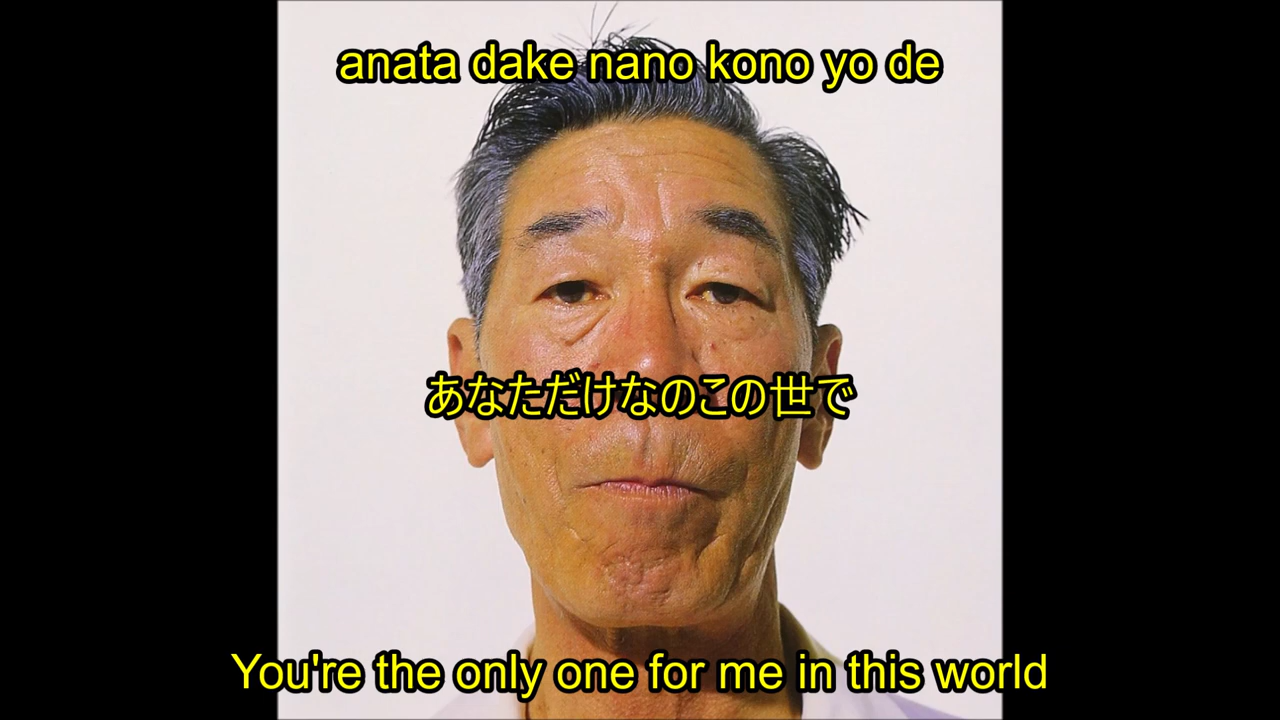 anata dake nano kono yo de
あなただけなのこの世で
You're the only one for me in this world